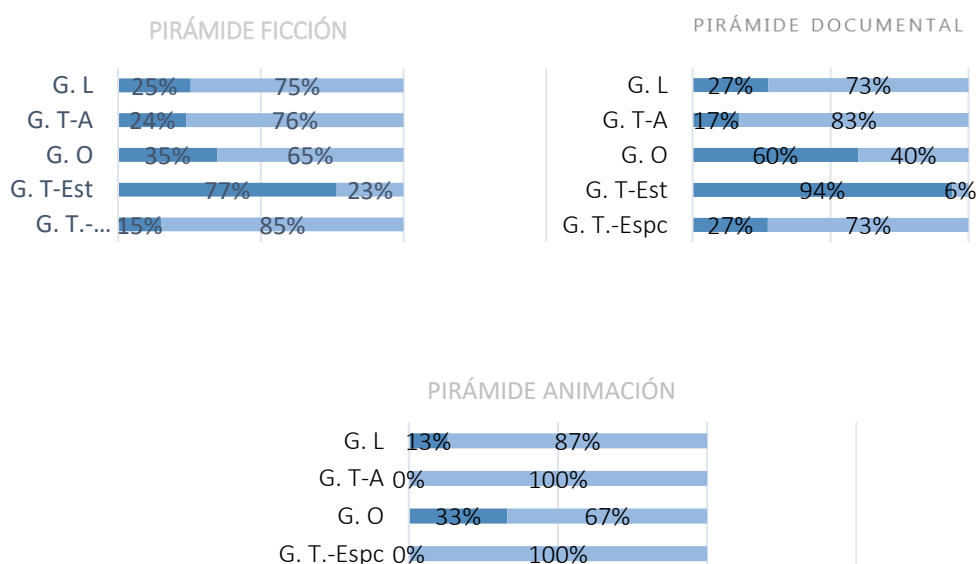 PIRÁMIDE FICCIÓN
G. L 25% 75%
G. T-A 24% 76%
G. O 35% 65%
G. T-Est 77% 23%
G. T.-... 15% 85%
PIRÁMIDE DOCUMENTAL
G. L 27% 73%
G. T-A 17% 83%
G. O 60% 40%
G. T-Est 94% 6%
G. T.-Espc 27% 73%
PIRÁMIDE ANIMACIÓN
G. L 13% 87%
G. T-A 0% 100%
G. O 33% 67%
G. T.-Espc 0% 100%